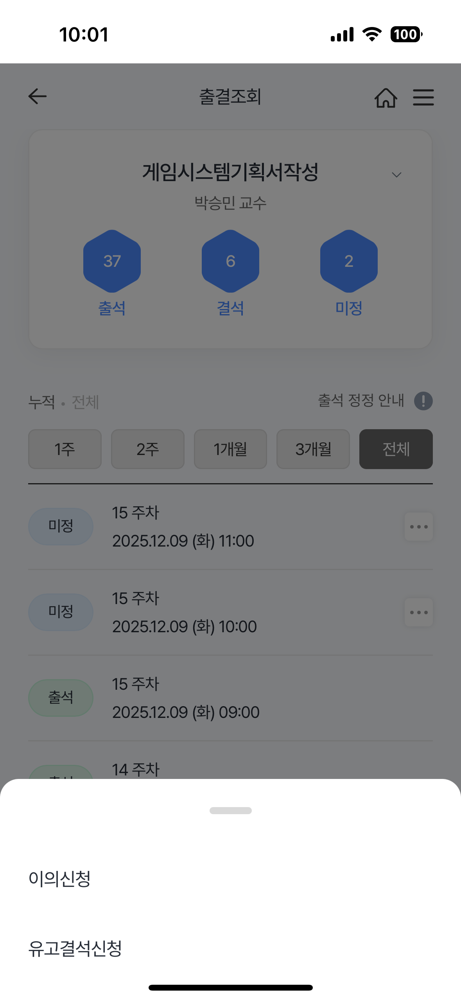 10:01
100
출결조회
게임시스템기획서작성
박승민 교수
37
6
2
출석
결석
미정
누적 • 전체
출석 정정 안내
1주
2주
1개월
3개월
전체
미정
15 주차
2025.12.09 (화) 11:00
미정
15 주차
2025.12.09 (화) 10:00
출석
15 주차
2025.12.09 (화) 09:00
14 주차
이의신청
유고결석신청